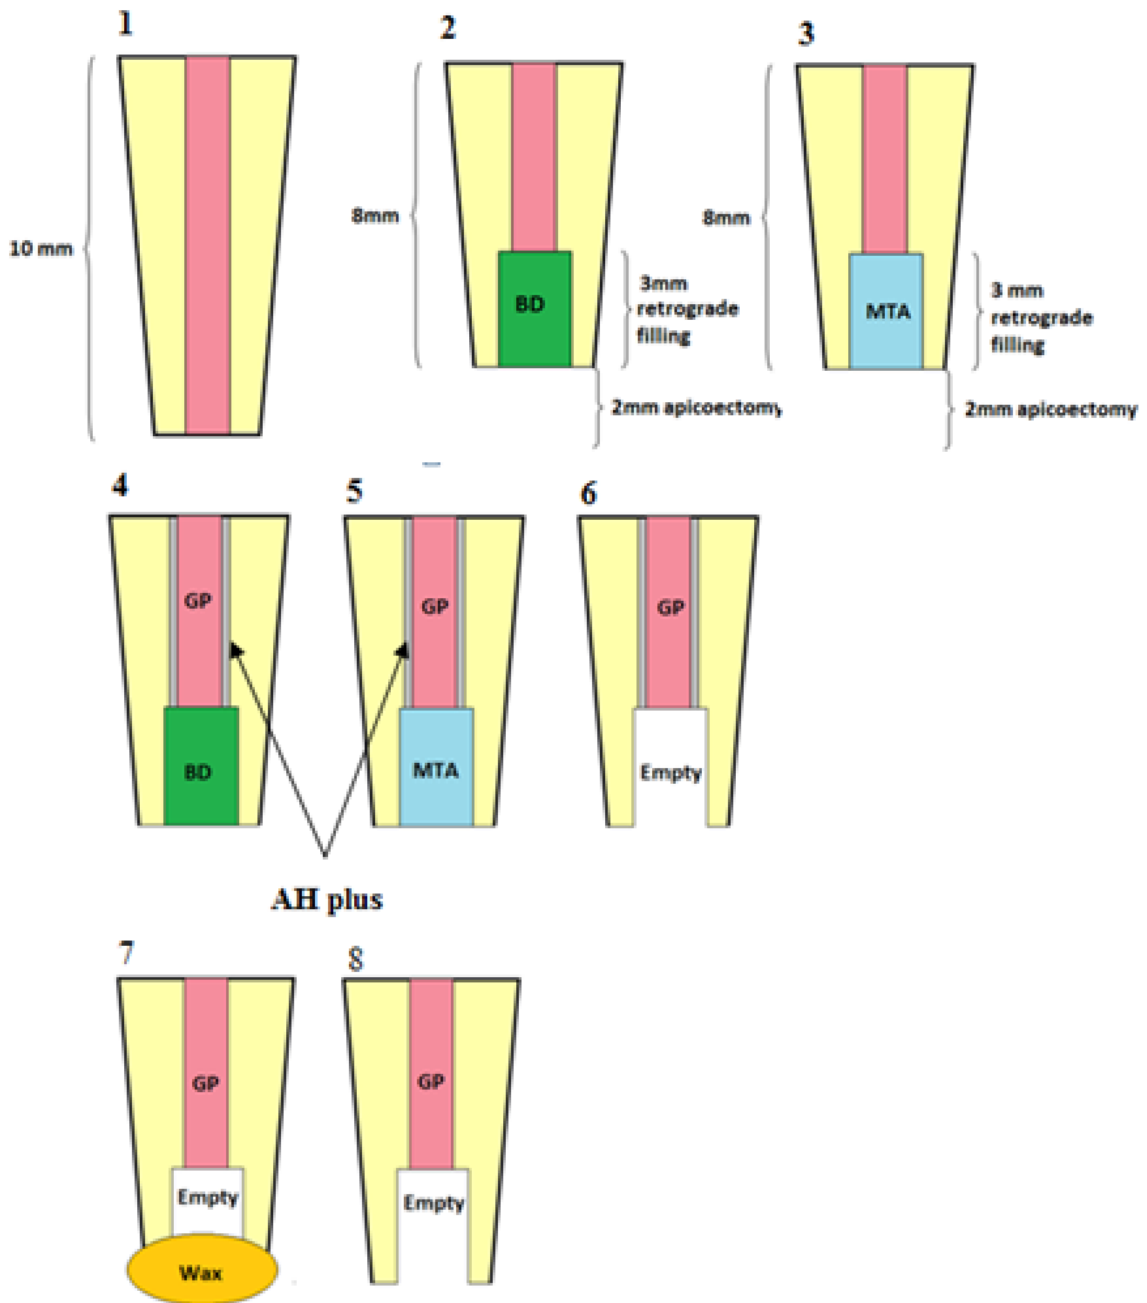 1
2
3
10 mm
8mm
BD
3mm
retrograde
filling
2mm apicoectomy
8mm
MTA
3 mm
retrograde
filling
2mm apicoectomy
4
5
6
GP
GP
GP
BD
MTA
Empty
AH plus
7
8
GP
GP
Empty
Empty
Wax